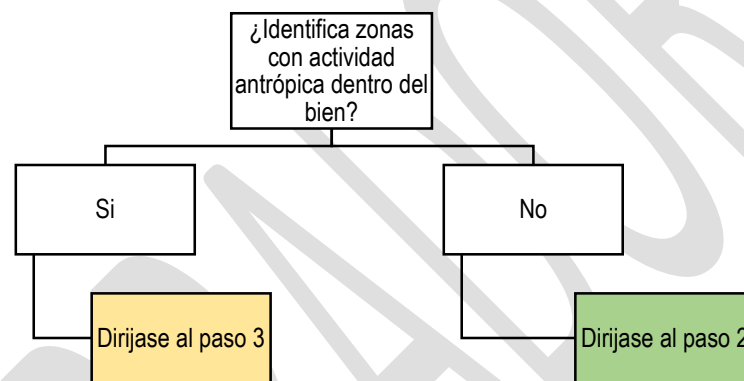 ¿Identifica zonas
con actividad
antrópica dentro del
bien?
Si
No
Dirijase al paso 3
Dirijase al paso 2